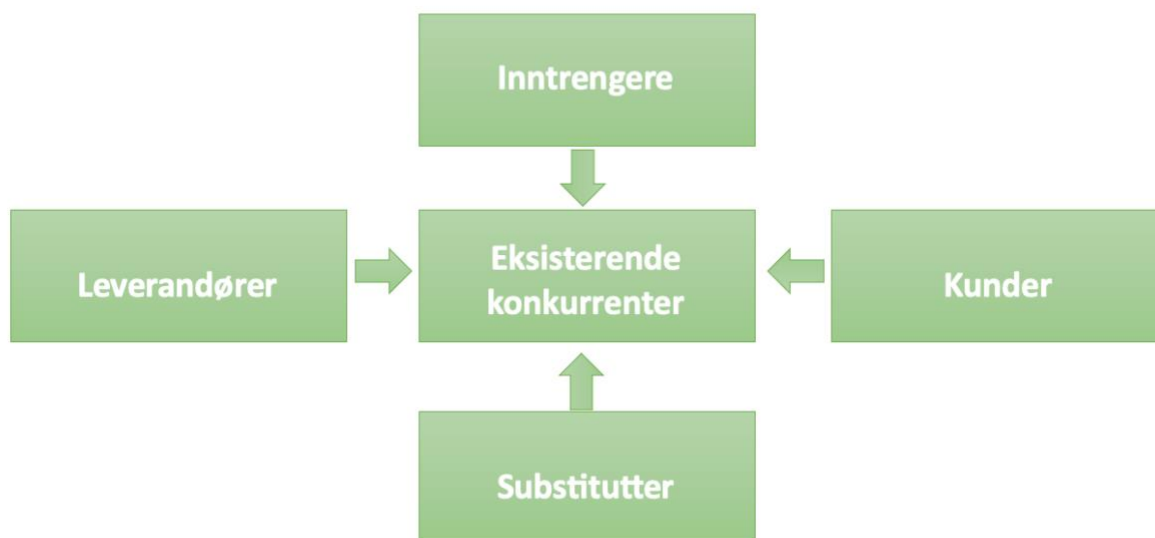 Inntrengere
Leverandører
Eksisterende
konkurrenter
Kunder
Substitutter